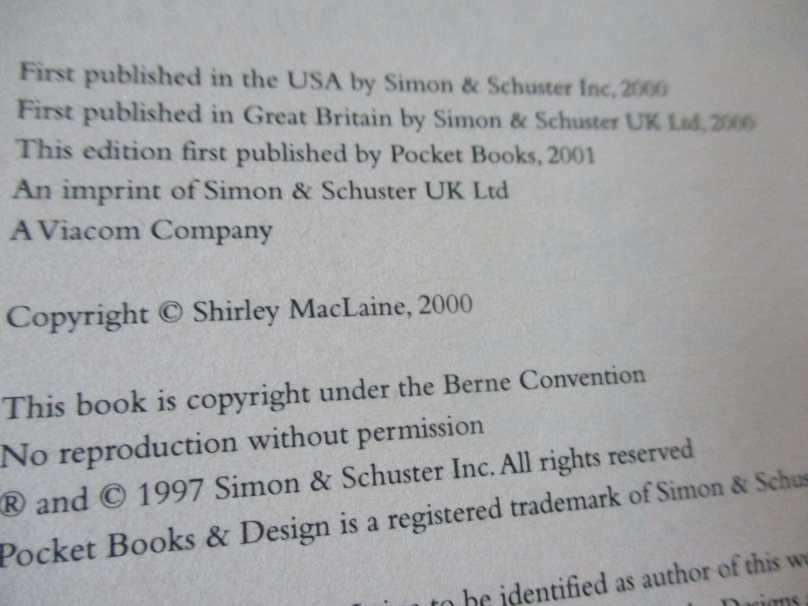 First published in the USA by Simon & Schuster Inc, 2000
First published in Great Britain by Simon & Schuster UK Ltd, 2000
This edition first published by Pocket Books, 2001
An imprint of Simon & Schuster UK Ltd
A Viacom Company
Copyright © Shirley MacLaine, 2000
This book is copyright under the Berne Convention
No reproduction without permission
® and © 1997 Simon & Schuster Inc. All rights reserved
Pocket Books & Design is a registered trademark of Simon & Schus
to be identified as author of this
Designs